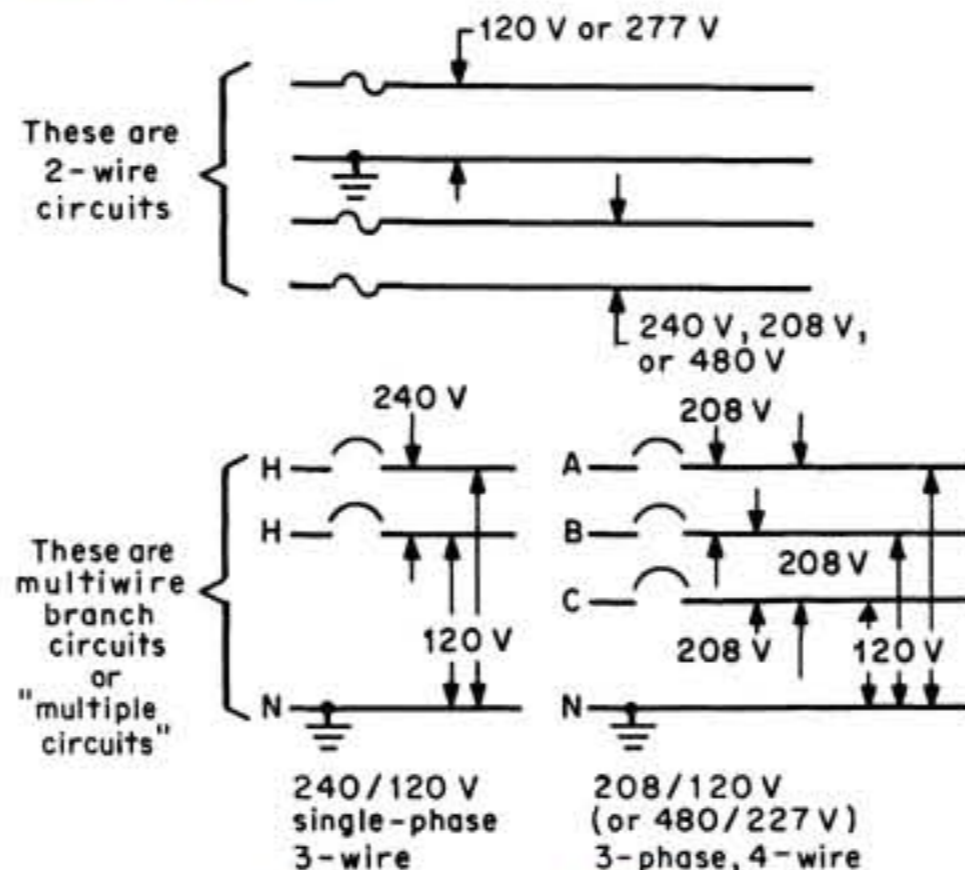 120 V or 277 V
These are
2-wire
circuits
240 V, 208 V,
or 480 V
240 V
208 V
H
A
H
B
These are
multiwire
branch
circuits
or
"multiple
circuits"
208 V
C
120 V
208 V
120 V
N
N
240/120 V
single-phase
3-wire
208/120 V
(or 480/227 V)
3-phase, 4-wire